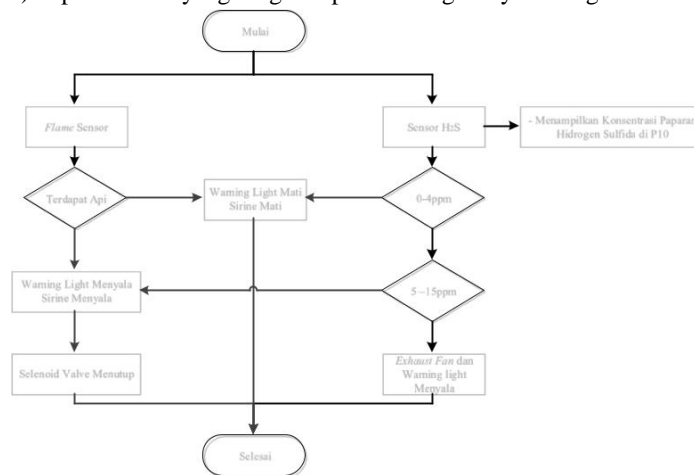 Mulai
Flame Sensor
Sensor H2S
- Menampilkan Konsentrasi Paparan
Hidrogen Sulfida di P10
Terdapat Api
Warning Light Mati
Sirine Mati
0-4ppm
Warning Light Menyala
Sirine Menyala
5 –15ppm
Selenoid Valve Menutup
Exhaust Fan dan
Warning light
Menyala
Selesai